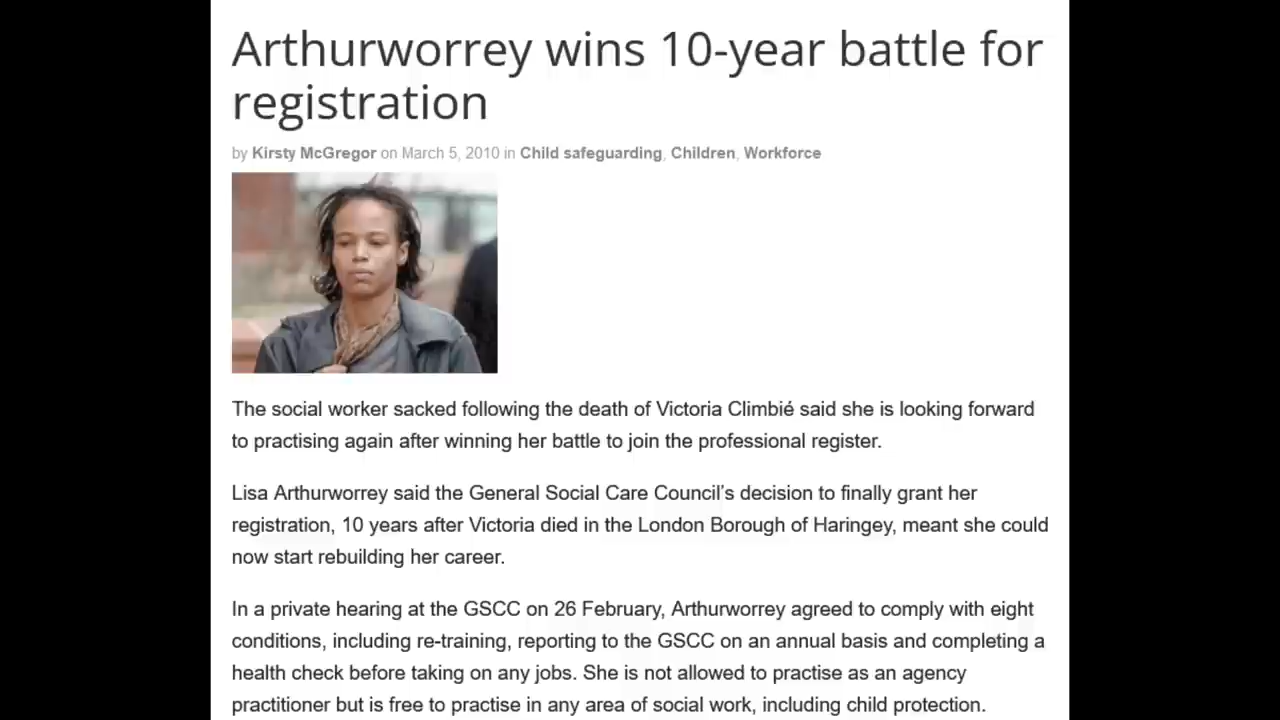 Arthurworrey wins 10-year battle for
registration
by Kirsty McGregor on March 5, 2010 in Child safeguarding, Children, Workforce
The social worker sacked following the death of Victoria Climbié said she is looking forward
to practising again after winning her battle to join the professional register.
Lisa Arthurworrey said the General Social Care Council’s decision to finally grant her
registration, 10 years after Victoria died in the London Borough of Haringey, meant she could
now start rebuilding her career.
In a private hearing at the GSCC on 26 February, Arthurworrey agreed to comply with eight
conditions, including re-training, reporting to the GSCC on an annual basis and completing a
health check before taking on any jobs. She is not allowed to practise as an agency
practitioner but is free to practise in any area of social work, including child protection.